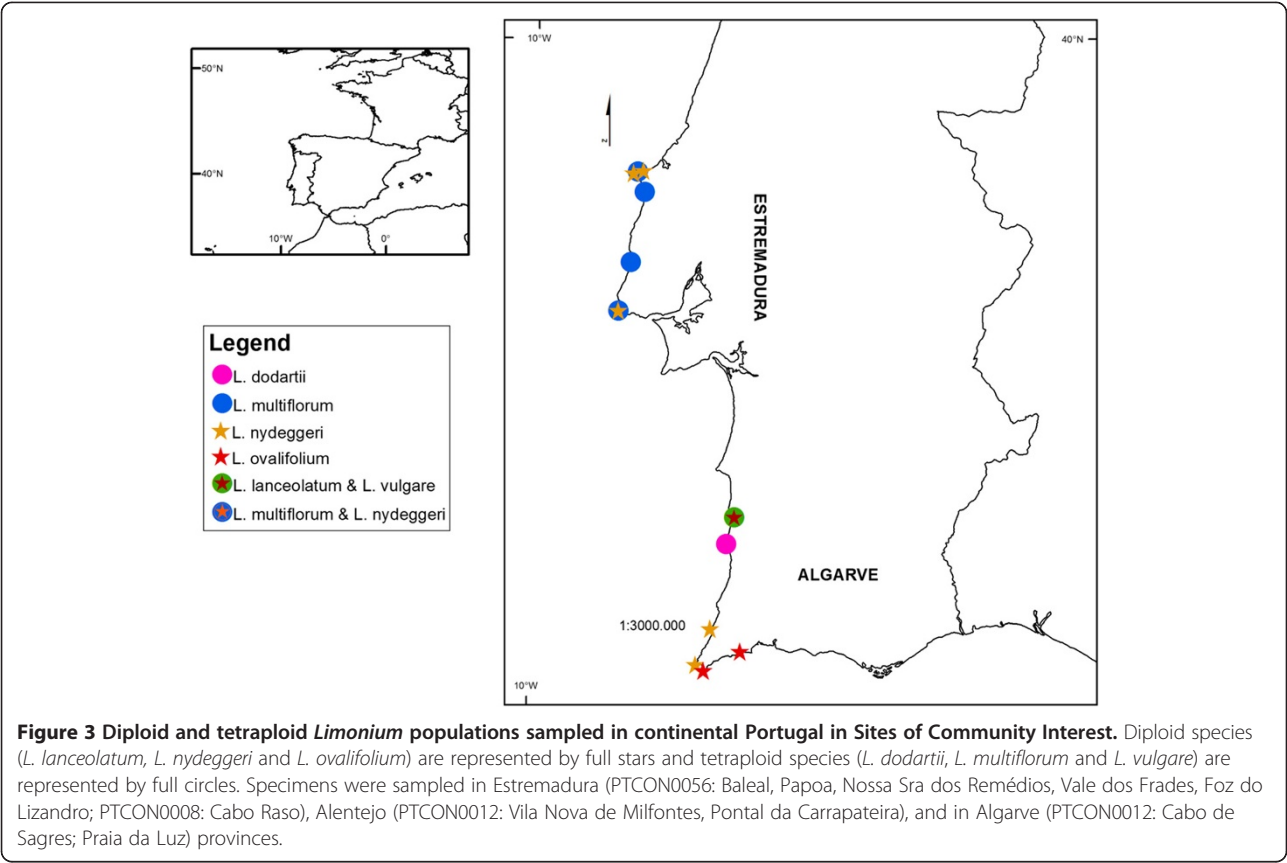 50°N
40°N
10°W
0°
10°W
40°N
z
ESTREMADURA
ALGARVE
1:3000.000
10°W
Legend
L. dodartii
L. multiflorum
L. nydeggeri
L. ovalifolium
L. lanceolatum & L. vulgare
L. multiflorum & L. nydeggeri
Figure 3 Diploid and tetraploid Limonium populations sampled in continental Portugal in Sites of Community Interest. Diploid species
(L. lanceolatum, L. nydeggeri and L. ovalifolium) are represented by full stars and tetraploid species (L. dodartii, L. multiflorum and L. vulgare) are
represented by full circles. Specimens were sampled in Estremadura (PTCON0056: Baleal, Papoa, Nossa Sra dos Remédios, Vale dos Frades, Foz do
Lizandro; PTCON0008: Cabo Raso), Alentejo (PTCON0012: Vila Nova de Milfontes, Pontal da Carrapateira), and in Algarve (PTCON0012: Cabo de
Sagres; Praia da Luz) provinces.